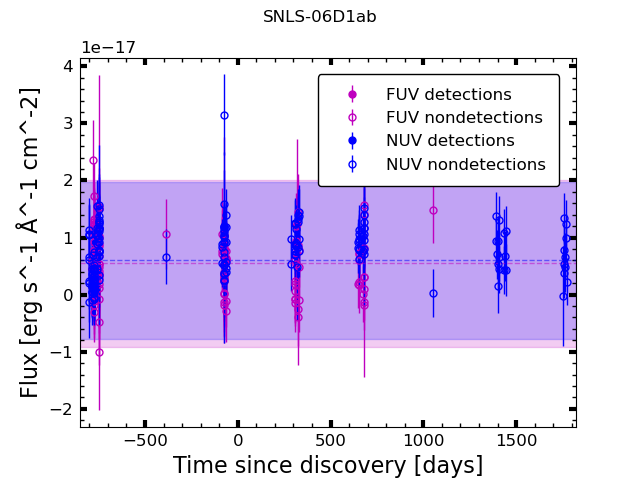 SNLS-06D1ab
1e−17
FUV detections
FUV nondetections
NUV detections
NUV nondetections
4
3
2
1
0
−1
−2
Flux [erg s^-1 Å^-1 cm^-2]
−500 0 500 1000 1500
Time since discovery [days]